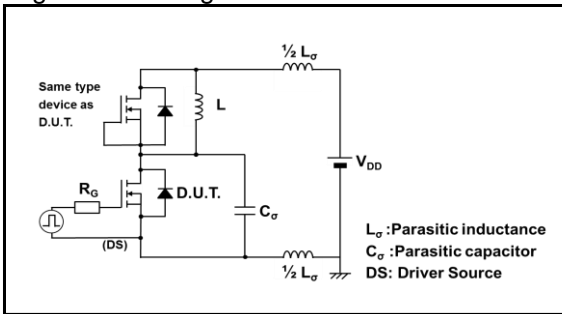 ½ Lσ
Same type
device as
D.U.T.
L
VDD
RG
D.U.T.
Cσ
(DS)
½ Lσ
Lσ :Parasitic inductance
Cσ :Parasitic capacitor
DS: Driver Source